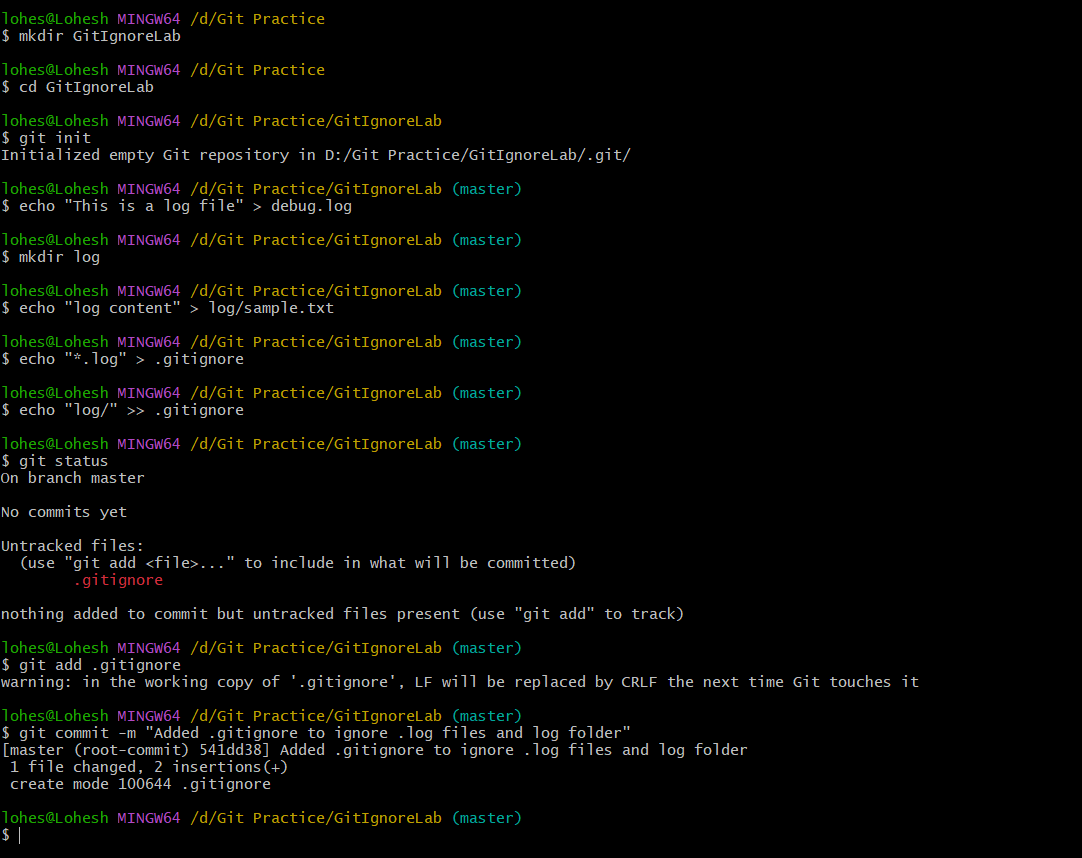 lohes@Lohesh MINGW64 /d/Git Practice
$ mkdir GitIgnoreLab
lohes@Lohesh MINGW64 /d/Git Practice
$ cd GitIgnoreLab
lohes@Lohesh MINGW64 /d/Git Practice/GitIgnoreLab
$ git init
Initialized empty Git repository in D:/Git Practice/GitIgnoreLab/.git/
lohes@Lohesh MINGW64 /d/Git Practice/GitIgnoreLab (master)
$ echo "This is a log file" > debug.log
lohes@Lohesh MINGW64 /d/Git Practice/GitIgnoreLab (master)
$ mkdir log
lohes@Lohesh MINGW64 /d/Git Practice/GitIgnoreLab (master)
$ echo "log content" > log/sample.txt
lohes@Lohesh MINGW64 /d/Git Practice/GitIgnoreLab (master)
$ echo "*.log" > .gitignore
lohes@Lohesh MINGW64 /d/Git Practice/GitIgnoreLab (master)
$ echo "log/" >> .gitignore
lohes@Lohesh MINGW64 /d/Git Practice/GitIgnoreLab (master)
$ git status
On branch master
No commits yet
Untracked files:
  (use "git add <file>..." to include in what will be committed)
        .gitignore
nothing added to commit but untracked files present (use "git add" to track)
lohes@Lohesh MINGW64 /d/Git Practice/GitIgnoreLab (master)
$ git add .gitignore
warning: in the working copy of '.gitignore', LF will be replaced by CRLF the next time Git touches it
lohes@Lohesh MINGW64 /d/Git Practice/GitIgnoreLab (master)
$ git commit -m "Added .gitignore to ignore .log files and log folder"
[master (root-commit) 541dd38] Added .gitignore to ignore .log files and log folder
 1 file changed, 2 insertions(+)
 create mode 100644 .gitignore
lohes@Lohesh MINGW64 /d/Git Practice/GitIgnoreLab (master)
$